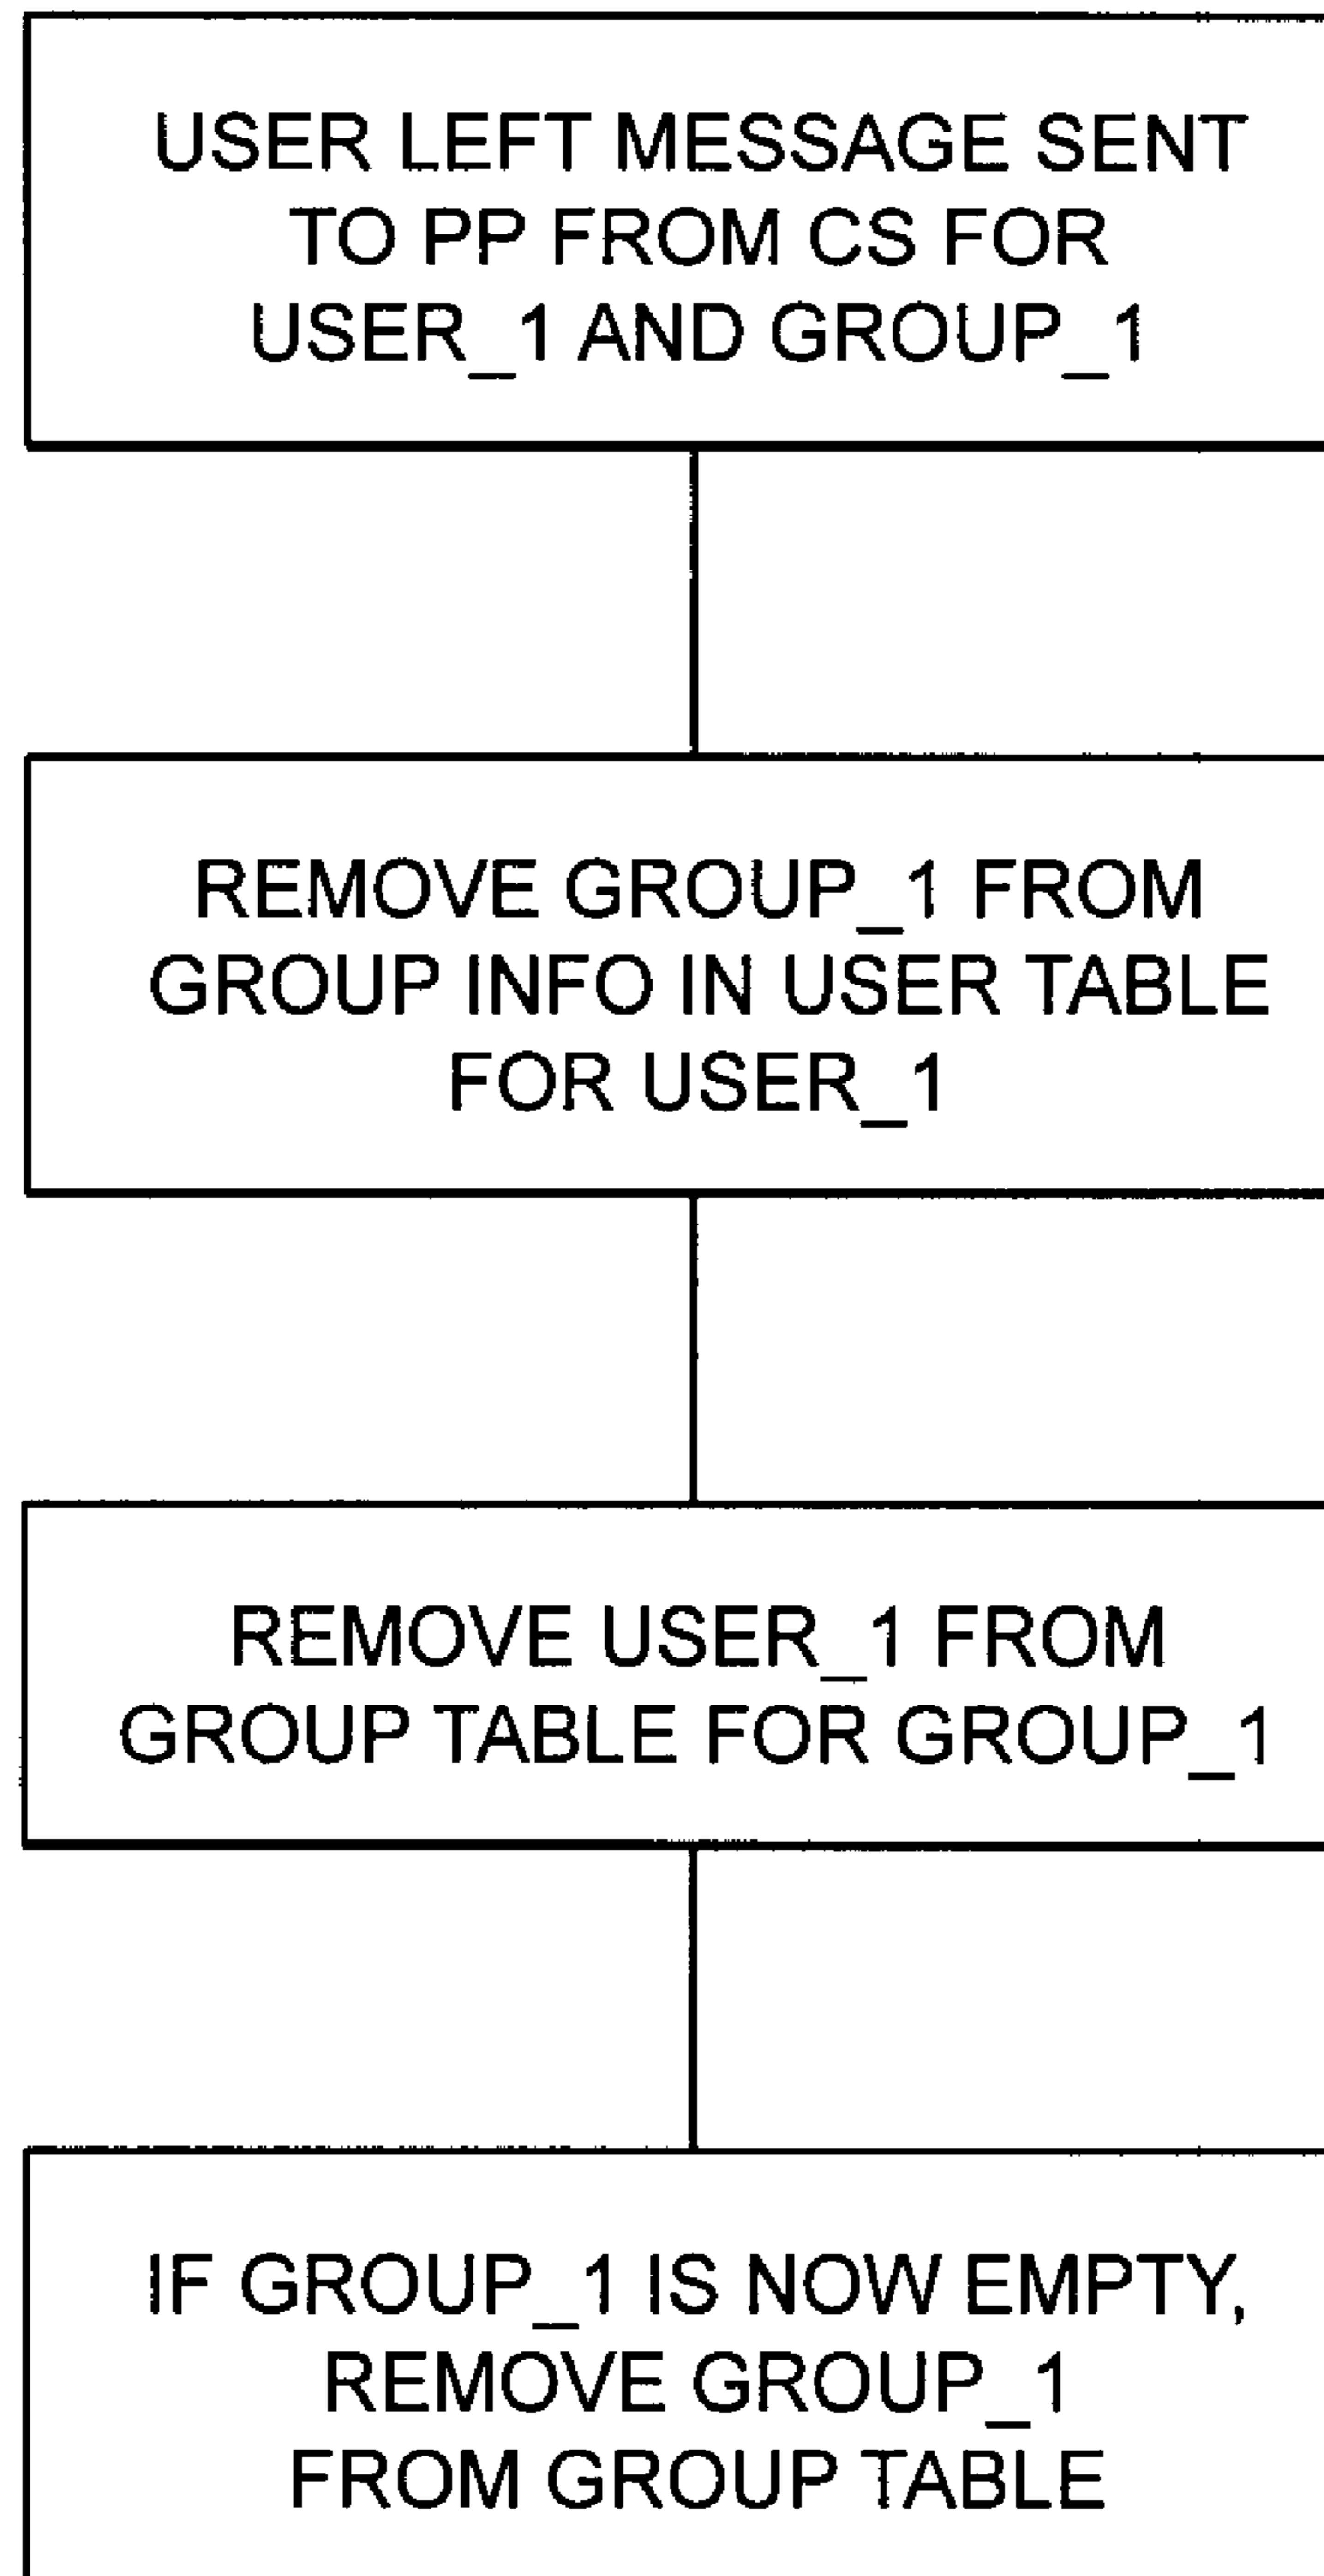 USER LEFT MESSAGE SENT
TO PP FROM CS FOR
USER_1 AND GROUP_1
REMOVE GROUP_1 FROM
GROUP INFO IN USER TABLE
FOR USER_1
REMOVE USER_1 FROM
GROUP TABLE FOR GROUP_1
IF GROUP_1 IS NOW EMPTY,
REMOVE GROUP_1
FROM GROUP TABLE